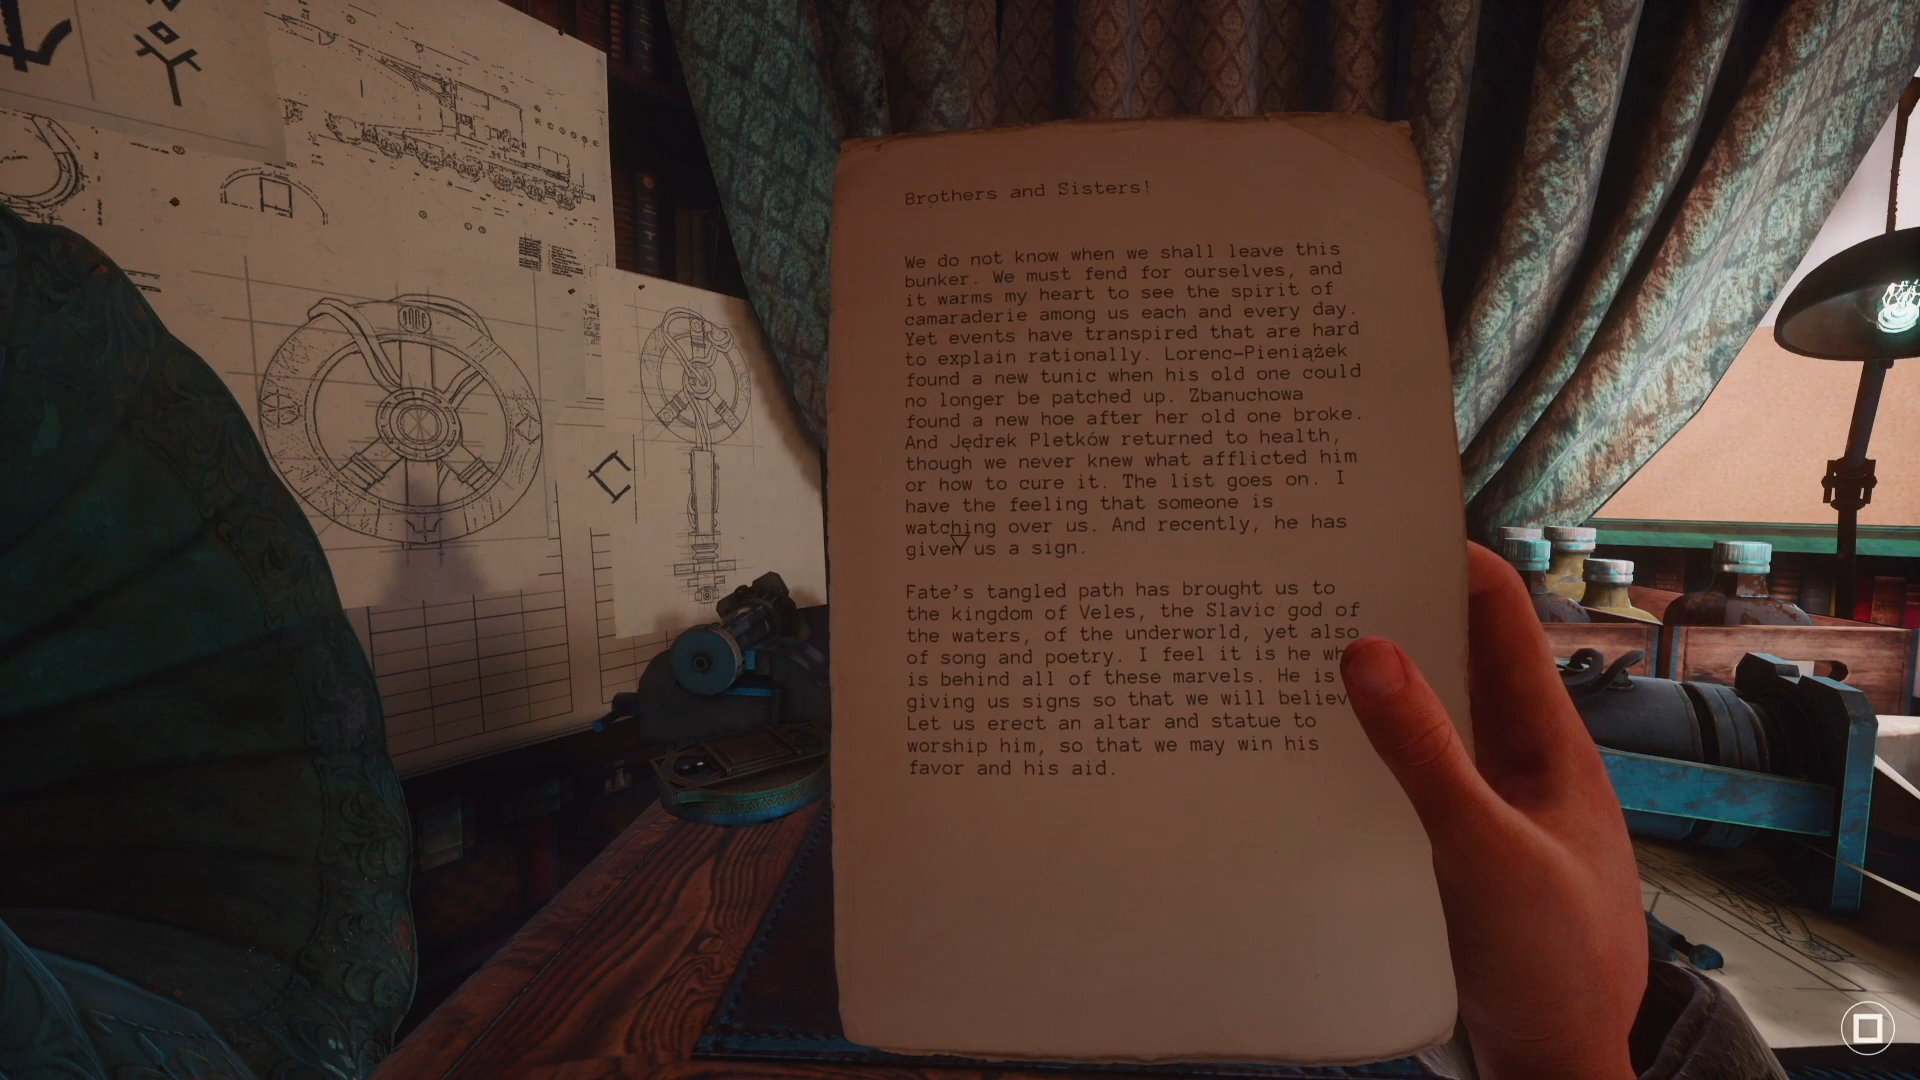 Brothers and Sisters!
We do not know when we shall leave this
bunker. We must fend for ourselves, and
it warms my heart to see the spirit of
camaraderie among us each and every day.
Yet events have transpired that are hard
to explain rationally. Lorenc-Pieniążek
found a new tunic when his old one could
no longer be patched up. Zbanuchowa
found a new hoe after her old one broke.
And Jędrek Pletków returned to health,
though we never knew what afflicted him
or how to cure it. The list goes on. I
have the feeling that someone is
watching over us. And recently, he has
given us a sign.
Fate's tangled path has brought us to
the kingdom of Veles, the Slavic god of
the waters, of the underworld, yet also
of song and poetry. I feel it is he wh
is behind all of these marvels. He is
giving us signs so that we will believ
Let us erect an altar and statue to
worship him, so that we may win his
favor and his aid.